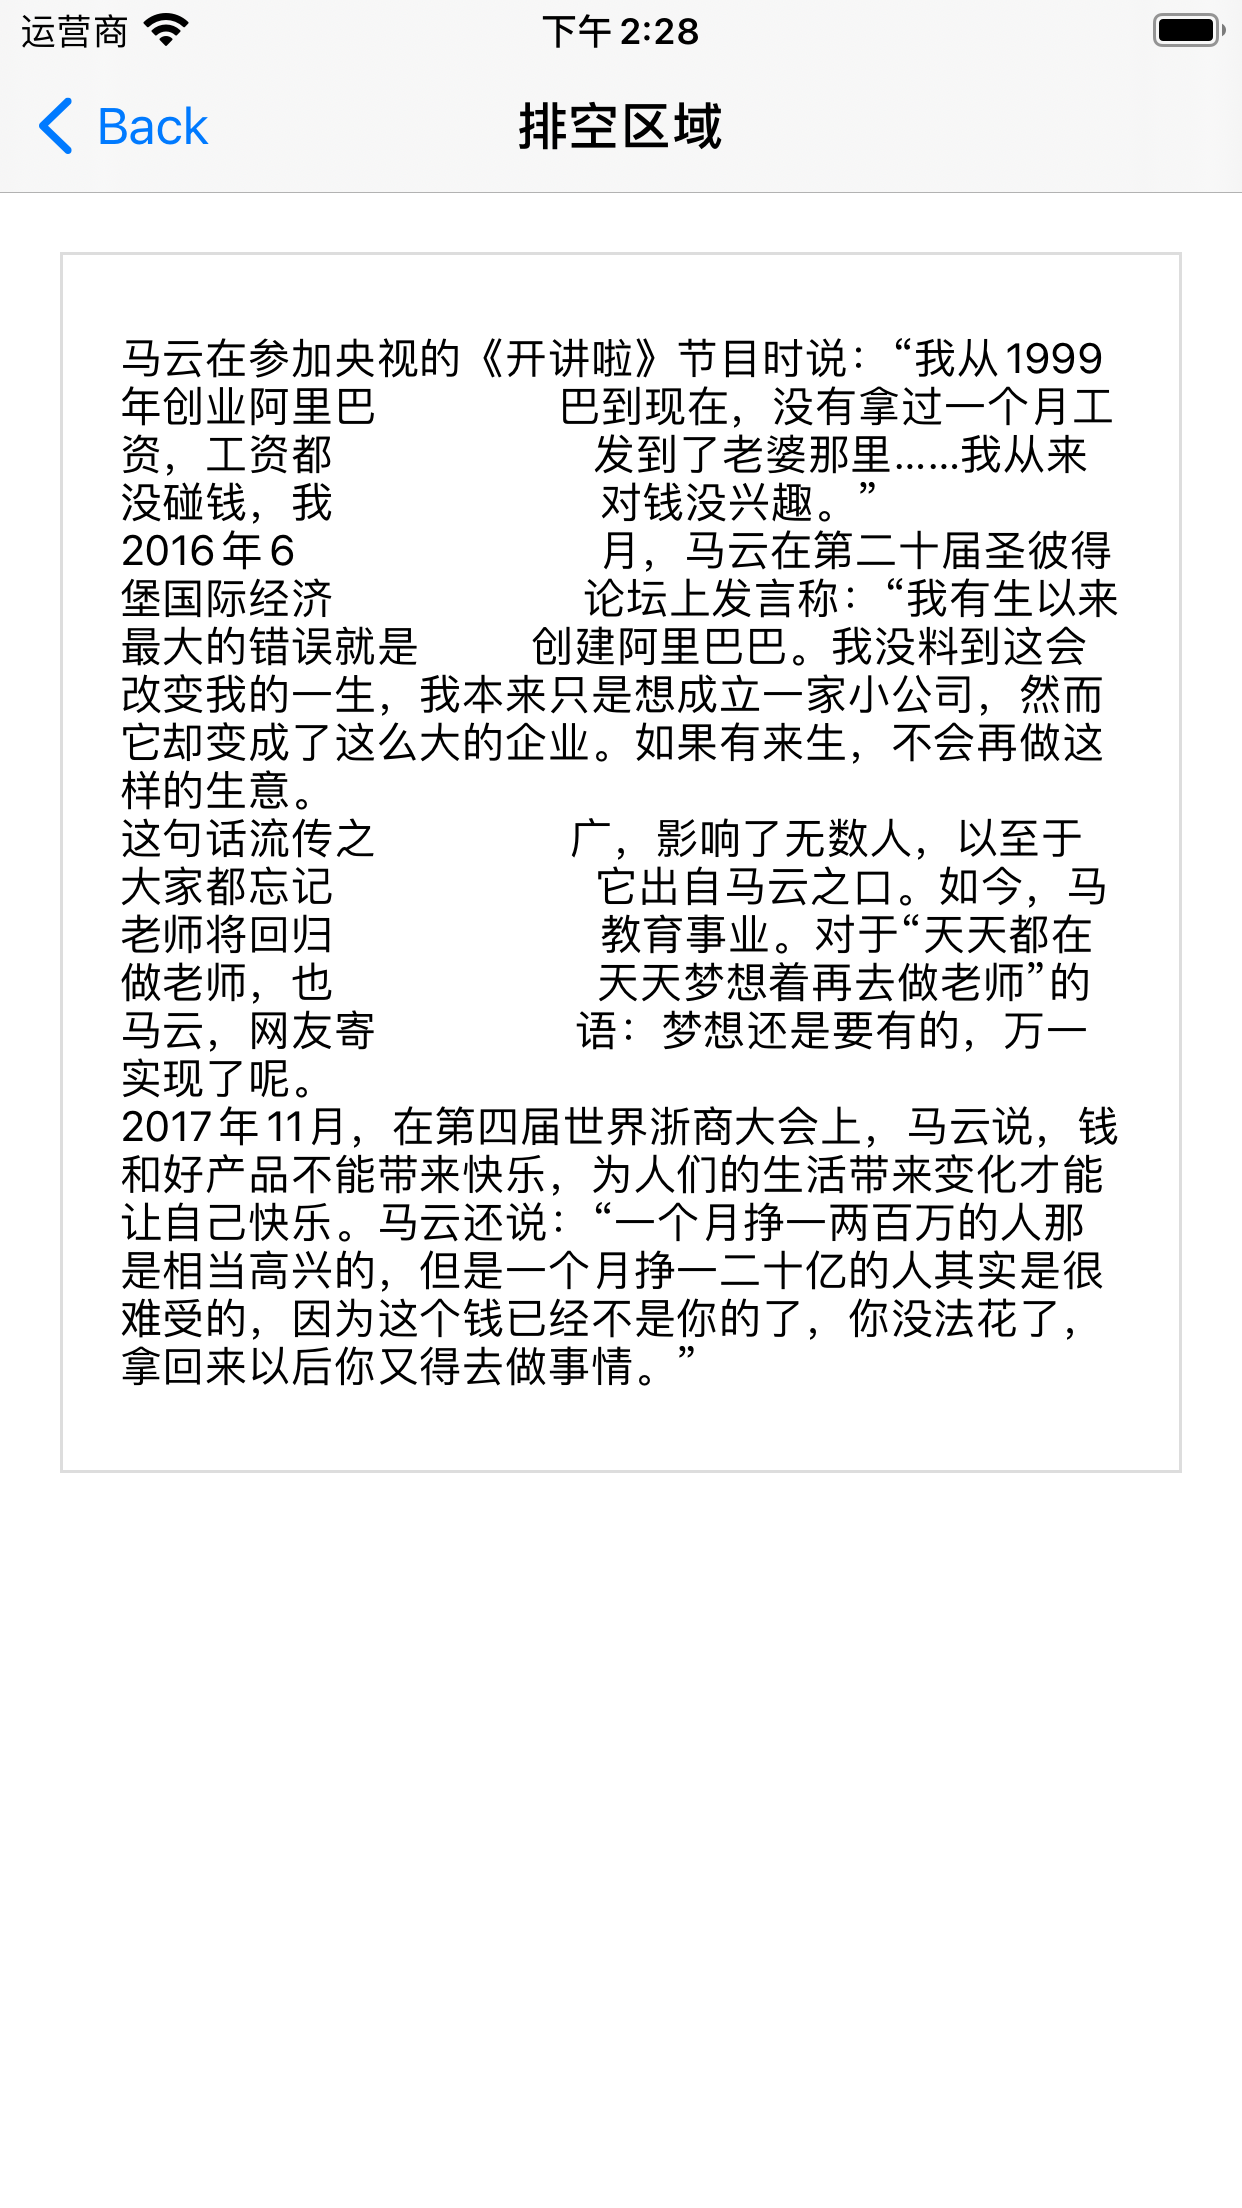 运营商 下午 2:28
Back 排空区域
马云在参加央视的《开讲啦》节目时说：“我从1999
年创业阿里巴 巴到现在，没有拿过一个月工
资，工资都 发到了老婆那里……我从来
没碰钱，我 对钱没兴趣。”
2016年6 月，马云在第二十届圣彼得
堡国际经济 论坛上发言称：“我有生以来
最大的错误就是 创建阿里巴巴。我没料到这会
改变我的一生，我本来只是想成立一家小公司，然而
它却变成了这么大的企业。如果有来生，不会再做这
样的生意。
这句话流传之 广，影响了无数人，以至于
大家都忘记 它出自马云之口。如今，马
老师将回归 教育事业。对于“天天都在
做老师，也 天天梦想着再去做老师”的
马云，网友寄 语：梦想还是要有的，万一
实现了呢。
2017年11月，在第四届世界浙商大会上，马云说，钱
和好产品不能带来快乐，为人们的生活带来变化才能
让自己快乐。马云还说：“一个月挣一两百万的人那
是相当高兴的，但是一个月挣一二十亿的人其实是很
难受的，因为这个钱已经不是你的了，你没法花了，
拿回来以后你又得去做事情。”